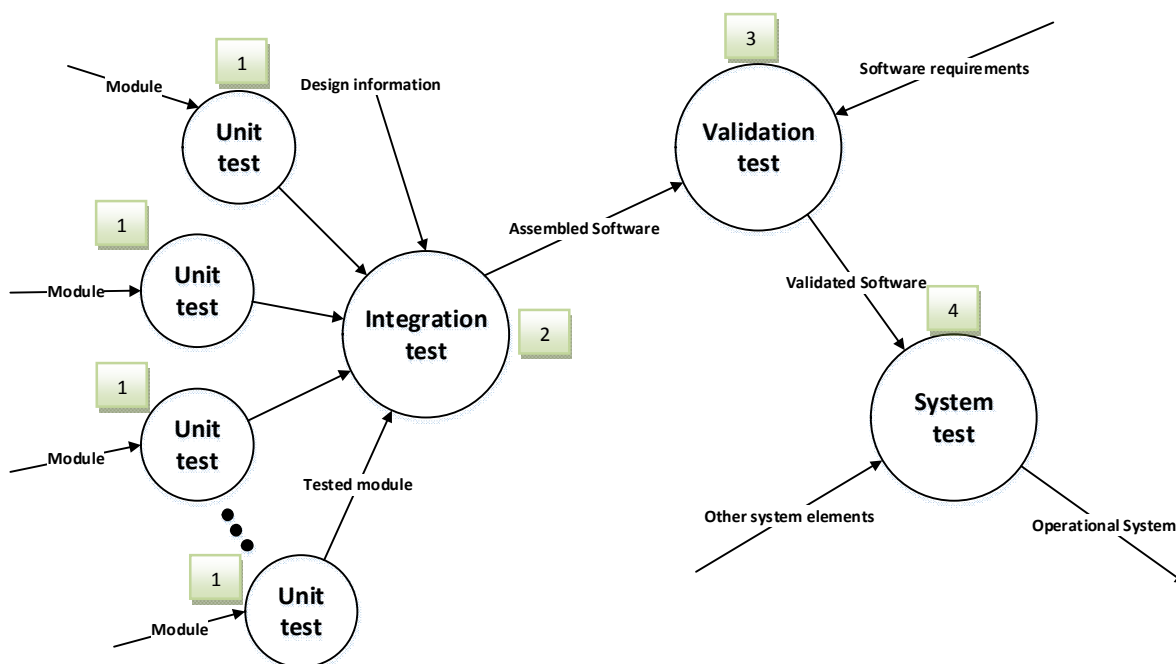 1
Module
Unit
test
Design information
1
Module
Unit
test
1
Module
Unit
test
Tested module
1
Module
Unit
test
Integration
test
2
Assembled Software
3
Validation
test
Software requirements
Validated Software
4
System
test
Other system elements
Operational System